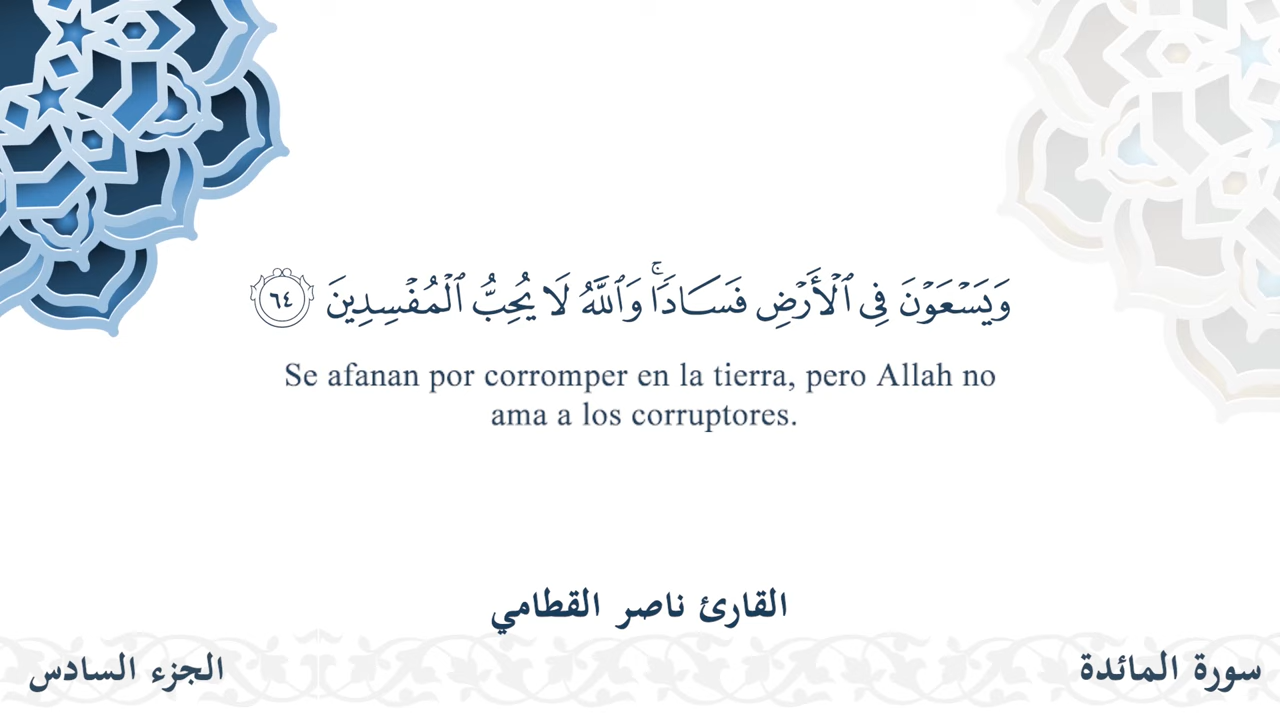 وَيَسْعَوْنَ فِى ٱلْأَرْضِ فَسَادًا ۚ وَٱللَّهُ لَا يُحِبُّ ٱلْمُفْسِدِينَ ٦٤
Se afanan por corromper en la tierra, pero Allah no
ama a los corruptores.
القارئ ناصر القطامي
سورة المائدة
الجزء السادس